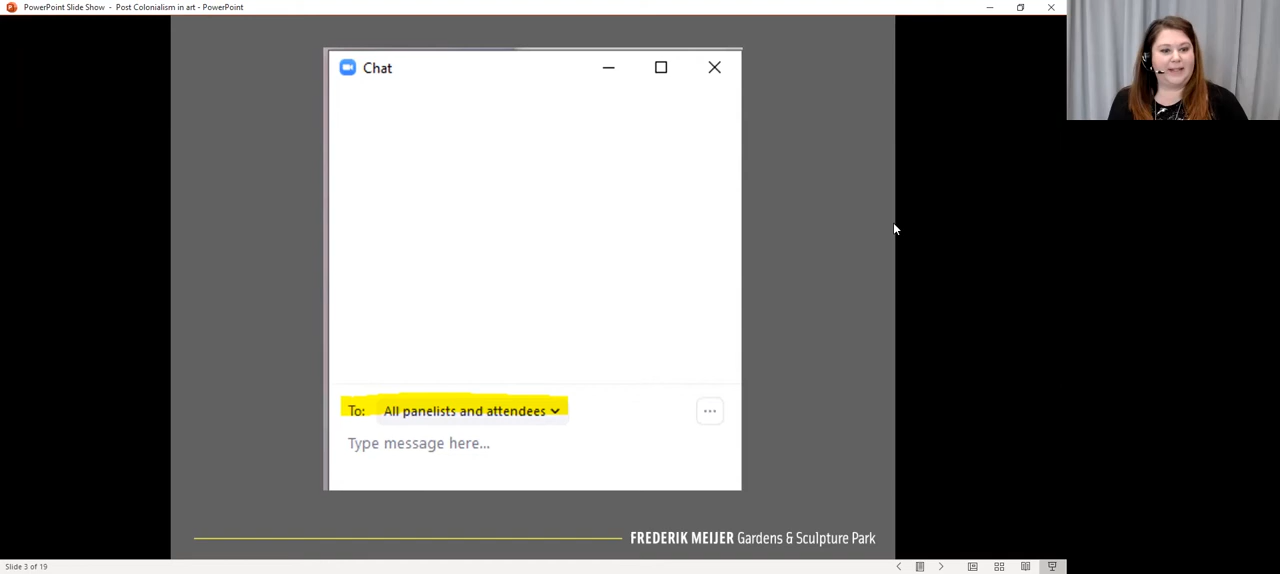 PowerPoint Slide Show - Post Colonialism in art - PowerPoint
Chat
To: All panelists and attendees
Type message here...
FREDERIK MEIJER Gardens & Sculpture Park
Slide 3 of 19